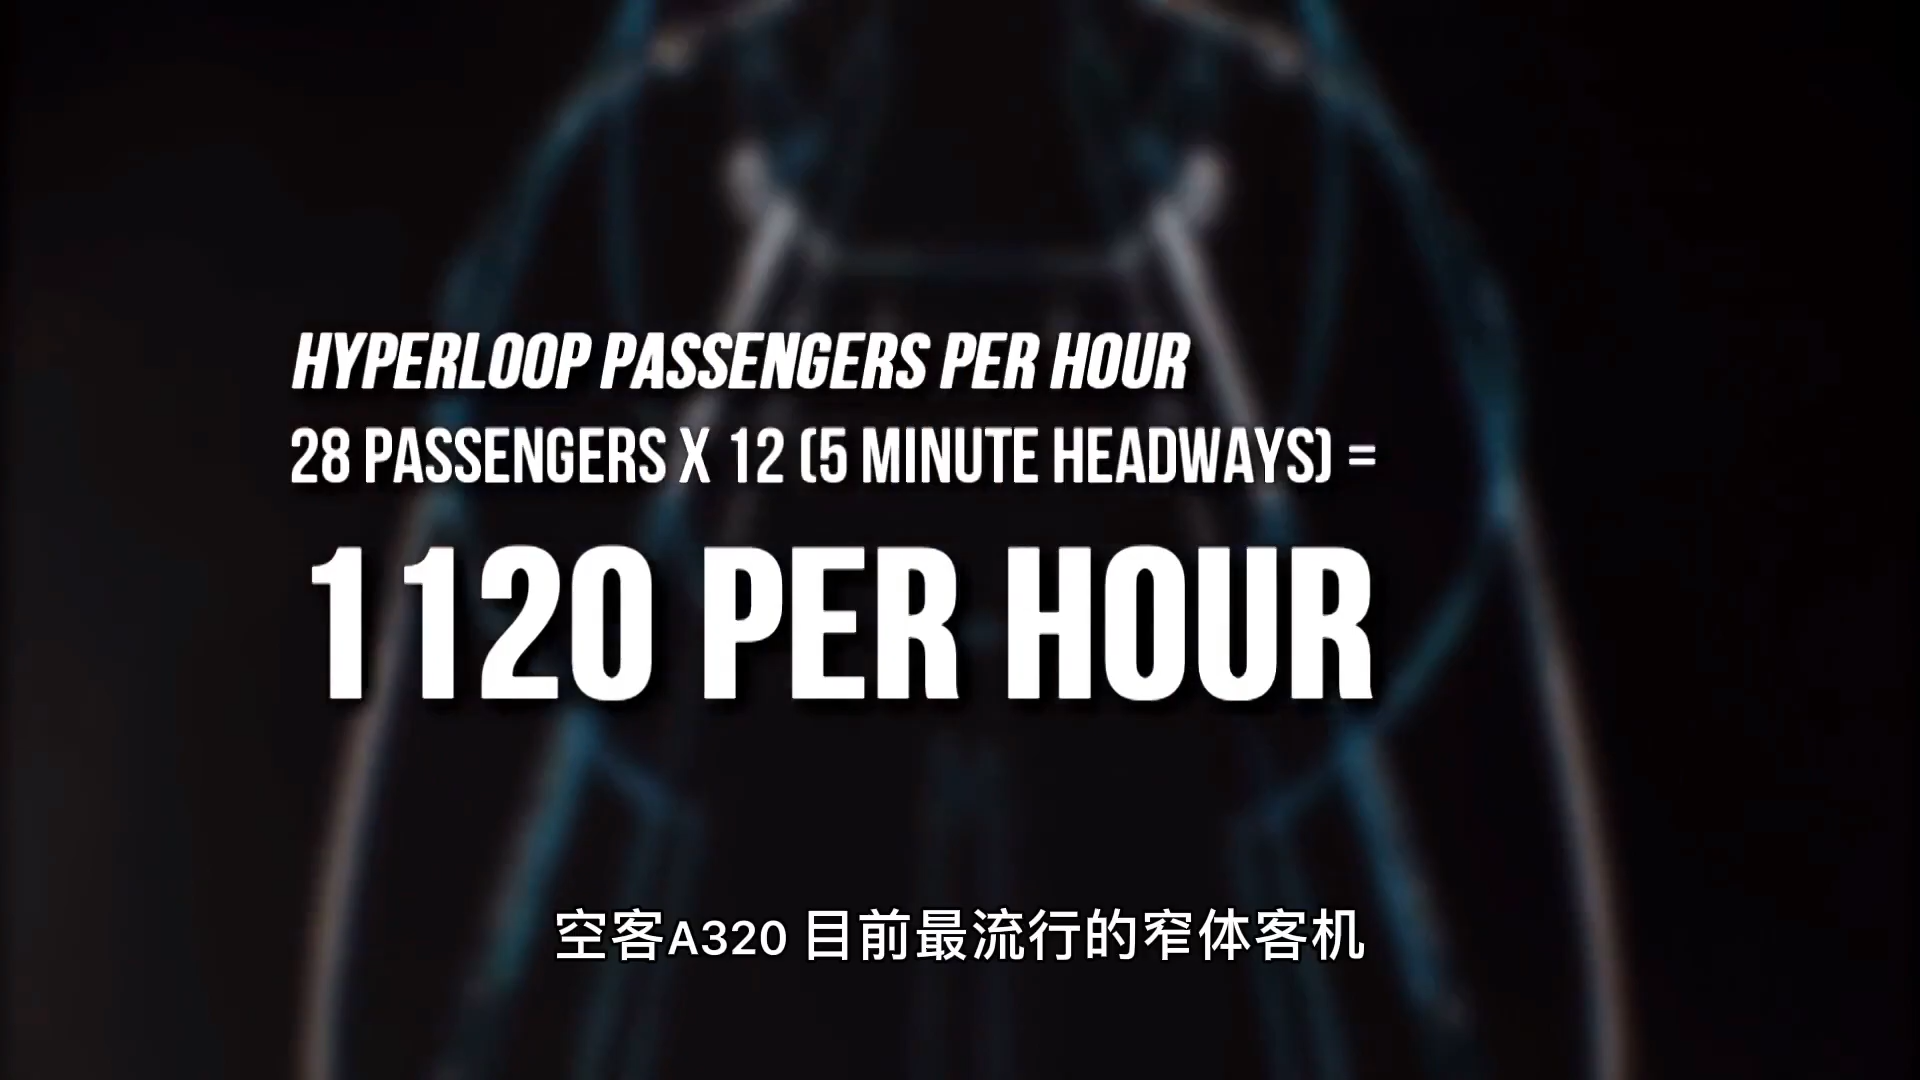 HYPERLOOP PASSENGERS PER HOUR
28 PASSENGERS X 12 (5 MINUTE HEADWAYS) =
1120 PER HOUR
空客A320 目前最流行的窄体客机